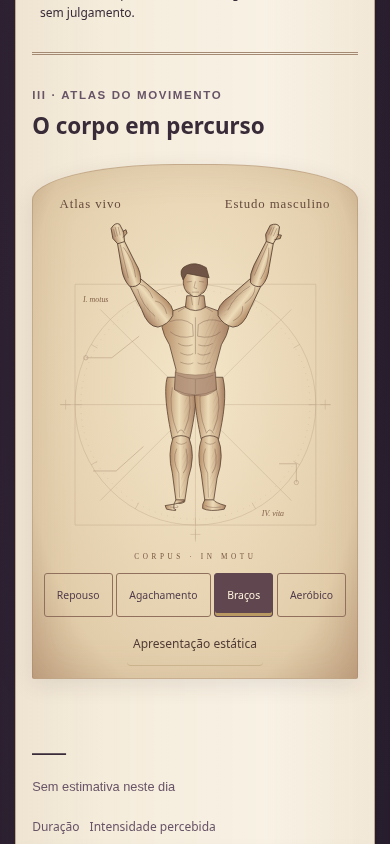 sem julgamento.
III · ATLAS DO MOVIMENTO
O corpo em percurso
Atlas vivo Estudo masculino
I. motus
IV. vita
CORPUS · IN MOTU
Repouso Agachamento Braços Aeróbico
Apresentação estática
Sem estimativa neste dia
Duração Intensidade percebida